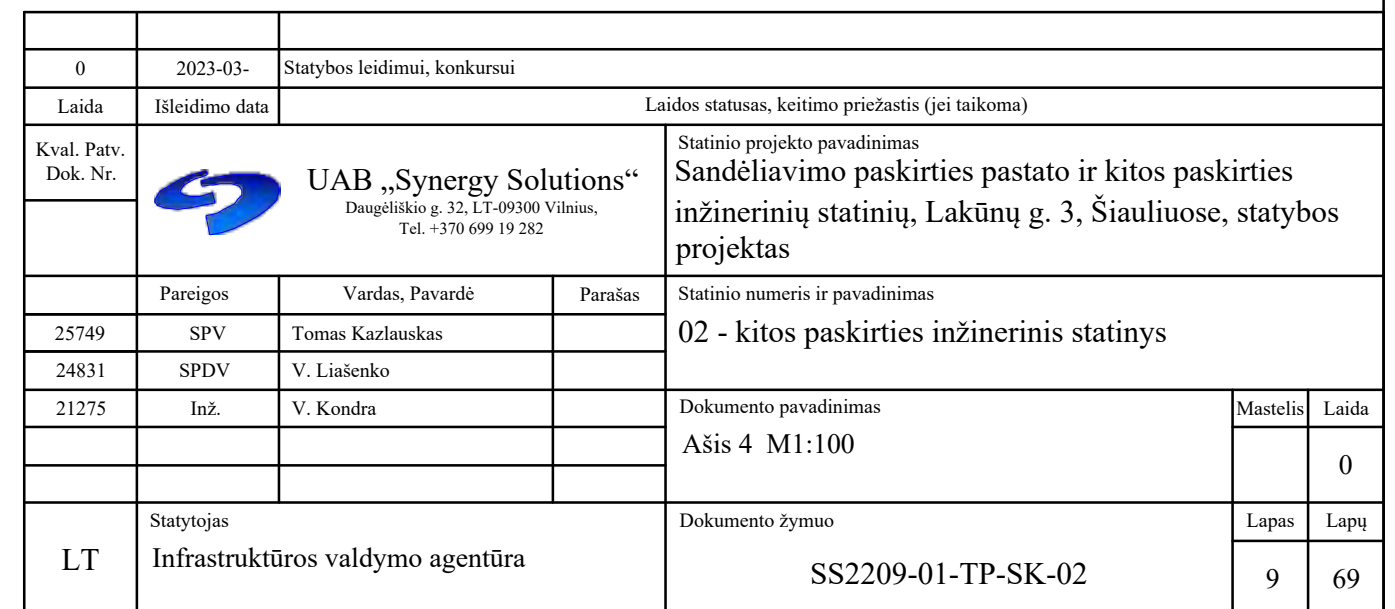 0 2023-03- Statybos leidimui, konkursui
Laida Išleidimo data Laidos statusas, keitimo priežastis (jei taikoma)
Kval. Patv.
Dok. Nr.
UAB „Synergy Solutions“
Daugėliškio g. 32, LT-09300 Vilnius,
Tel. +370 699 19 282
Statinio projekto pavadinimas
Sandėliavimo paskirties pastato ir kitos paskirties
inžinerinių statinių, Lakūnų g. 3, Šiauliuose, statybos
projektas
Pareigos Vardas, Pavardė Parašas
25749 SPV Tomas Kazlauskas
24831 SPDV V. Liašenko
21275 Inž. V. Kondra
Statinio numeris ir pavadinimas
02 - kitos paskirties inžinerinis statinys
Dokumento pavadinimas
Ašis 4 M1:100
Mastelis Laida
0
LT
Statytojas
Infrastruktūros valdymo agentūra
Dokumento žymuo
SS2209-01-TP-SK-02
Lapas Lapų
9 69